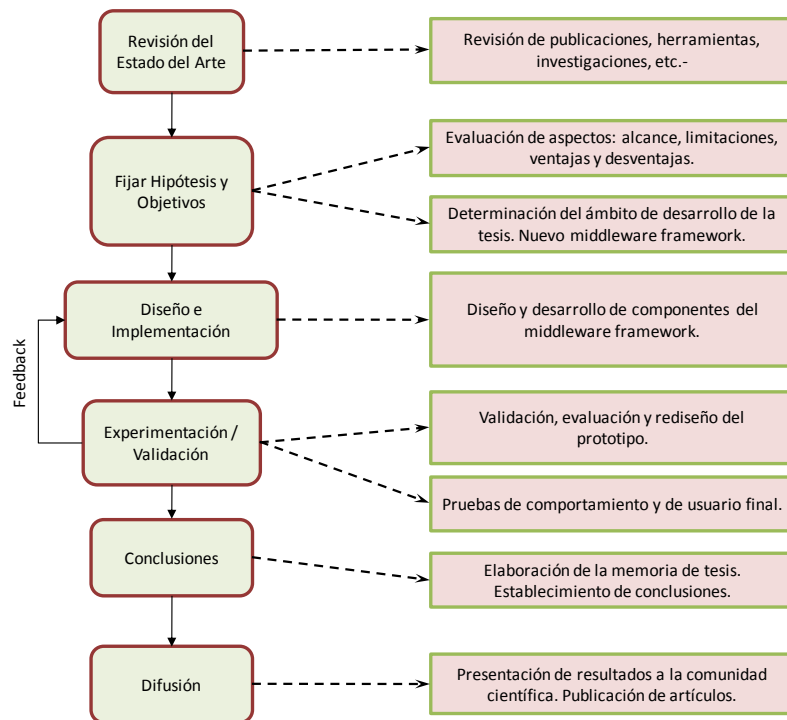 Revisión del
Estado del Arte
Revisión de publicaciones, herramientas,
investigaciones, etc.-
Fijar Hipótesis y
Objetivos
Evaluación de aspectos: alcance, limitaciones,
ventajas y desventajas.
Determinación del ámbito de desarrollo de la
tesis. Nuevo middleware framework.
Diseño e
Implementación
Diseño y desarrollo de componentes del
middleware framework.
Feedback
Experimentación /
Validación
Validación, evaluación y rediseño del
prototipo.
Pruebas de comportamiento y de usuario final.
Conclusiones
Elaboración de la memoria de tesis.
Establecimiento de conclusiones.
Difusión
Presentación de resultados a la comunidad
científica. Publicación de artículos.